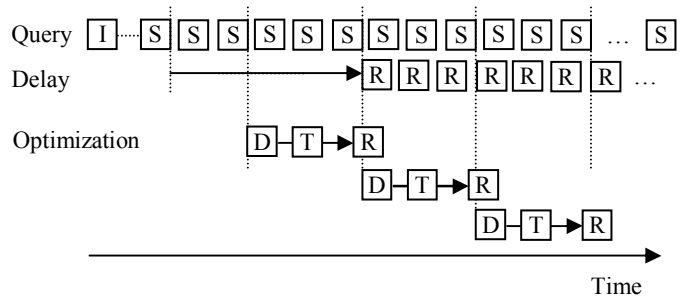 Query I S S S S S S S S S S S S … S
Delay R R R R R R R …
Optimization D T R
D T R
D T R
Time